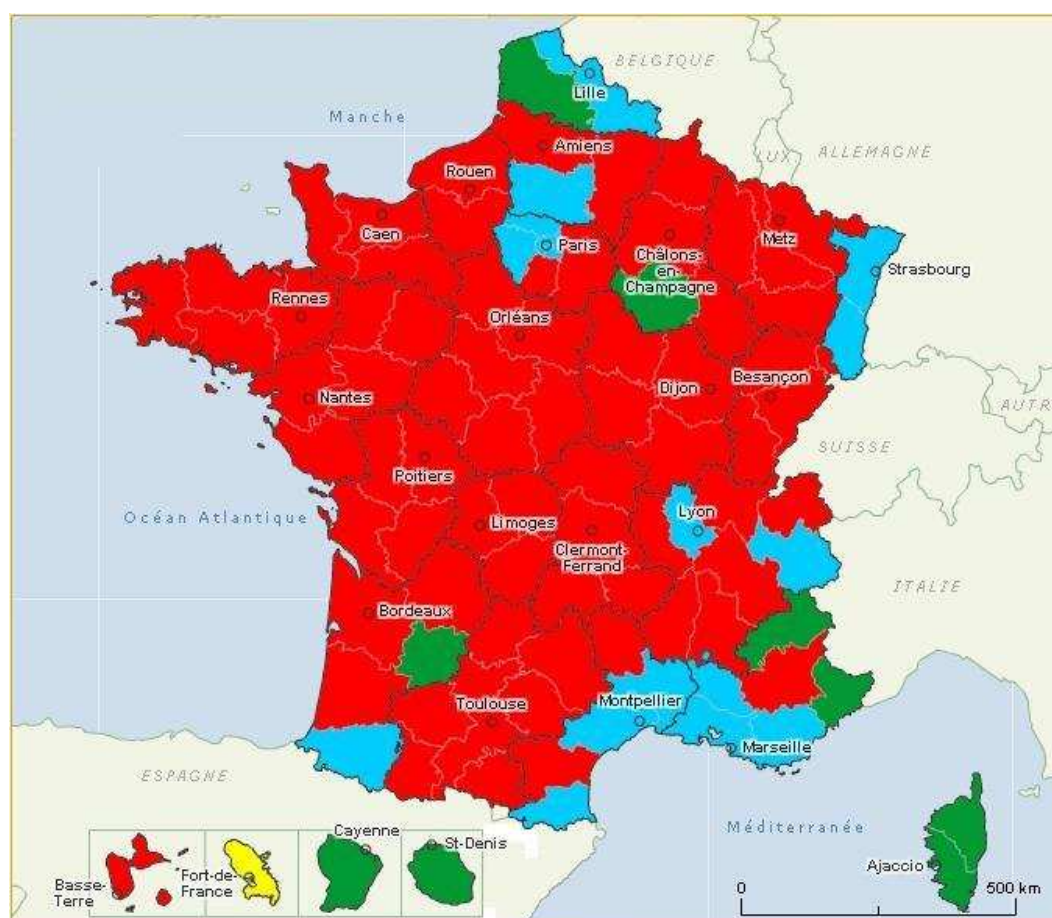 BELGIQUE
Lille
Manche
Amiens
LUX.
ALLEMAGNE
Rouen
Caen
Paris
Châlons-
en-
Champagne
Metz
Strasbourg
Rennes
Orléans
Nantes
Dijon
Besançon
AUTR
SUISSE
Poitiers
Océan Atlantique
Limoges
Lyon
Clermont-
Ferrand
ITALIE
Bordeaux
Toulouse
Montpellier
Marseille
ESPAGNE
Méditerranée
Cayenne
St-Denis
Basse-
Terre
Fort-de-
France
Ajaccio
0
500 km